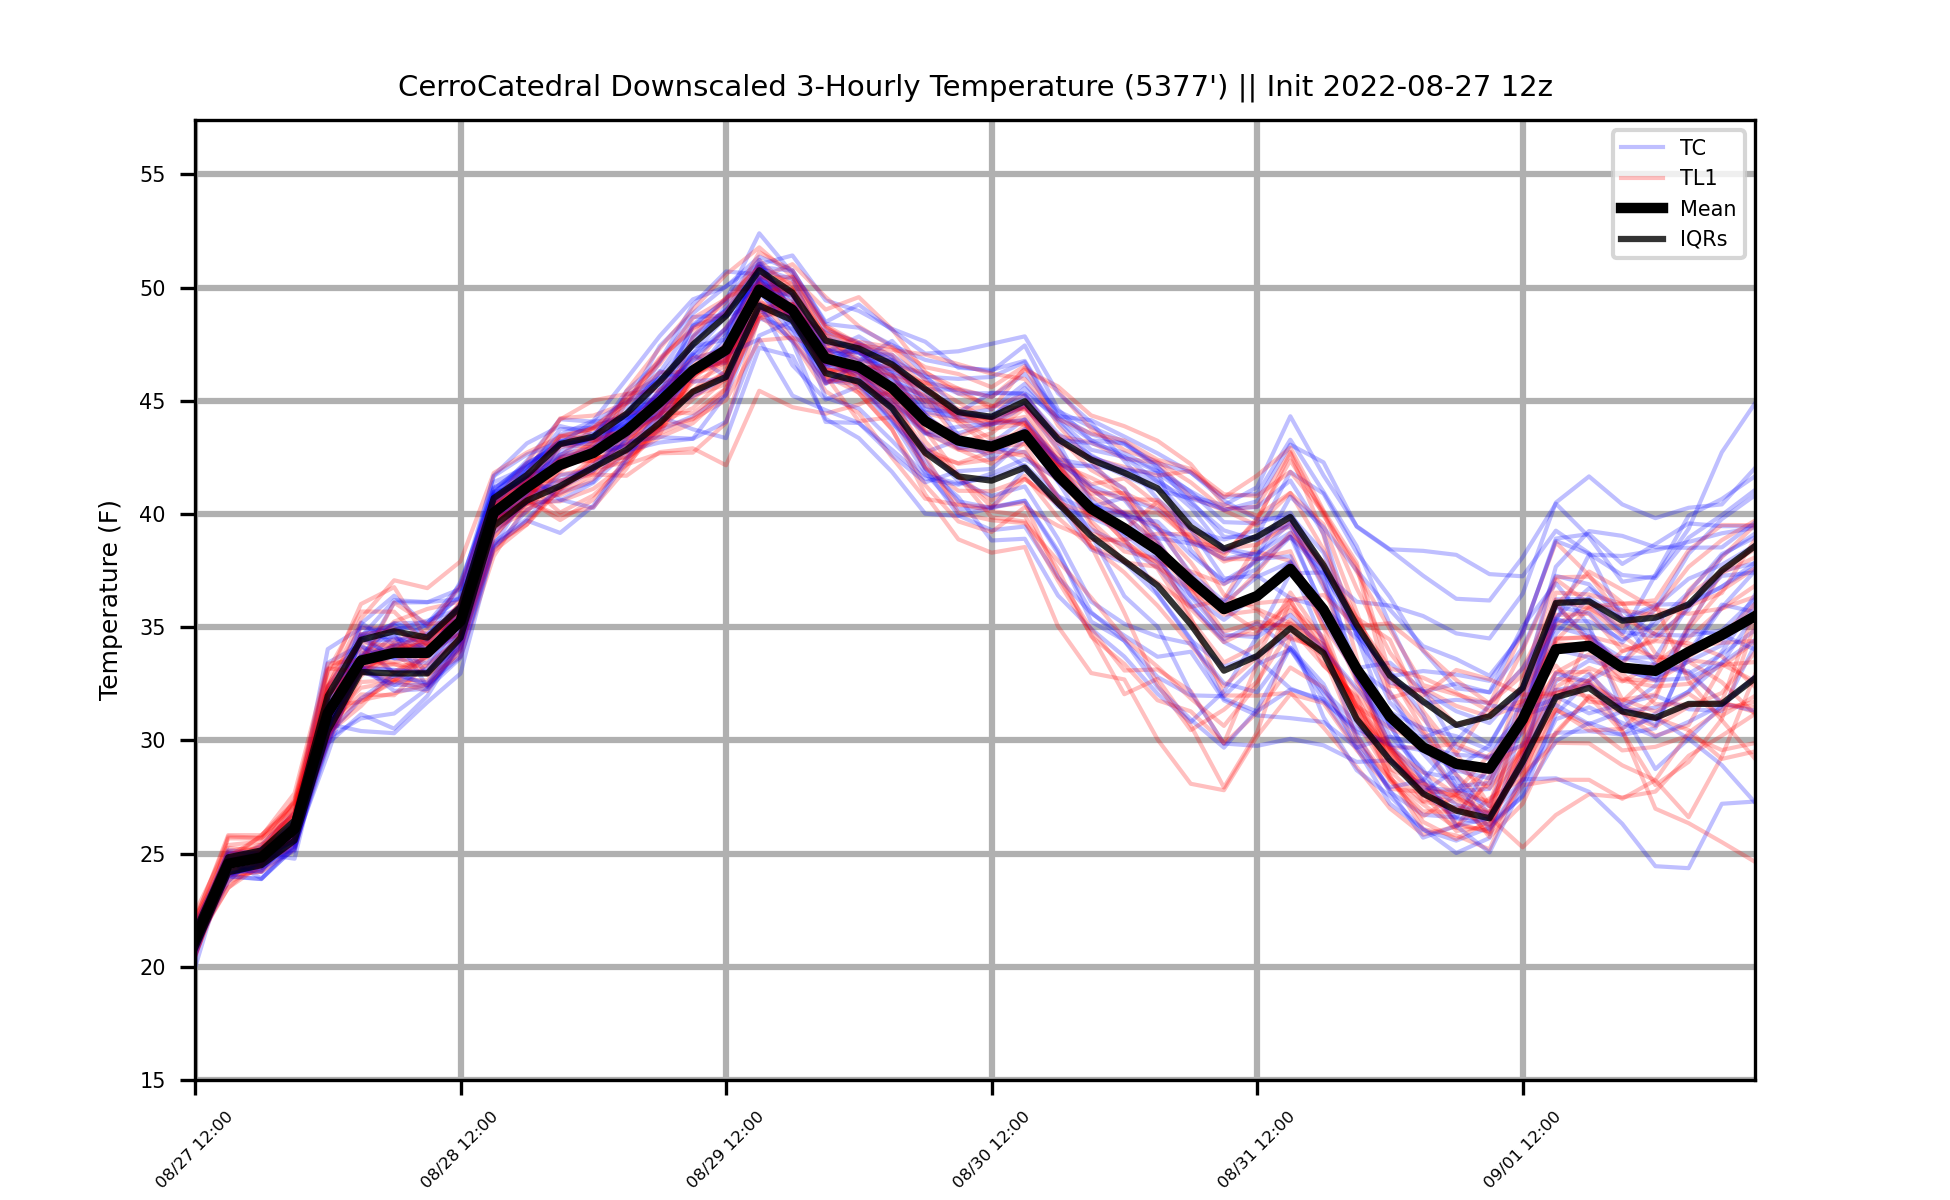 CerroCatedral Downscaled 3-Hourly Temperature (5377') || Init 2022-08-27 12z
TC
TL1
Mean
IQRs
Temperature (F)
55
50
45
40
35
30
25
20
15
08/27 12:00
08/28 12:00
08/29 12:00
08/30 12:00
08/31 12:00
09/01 12:00